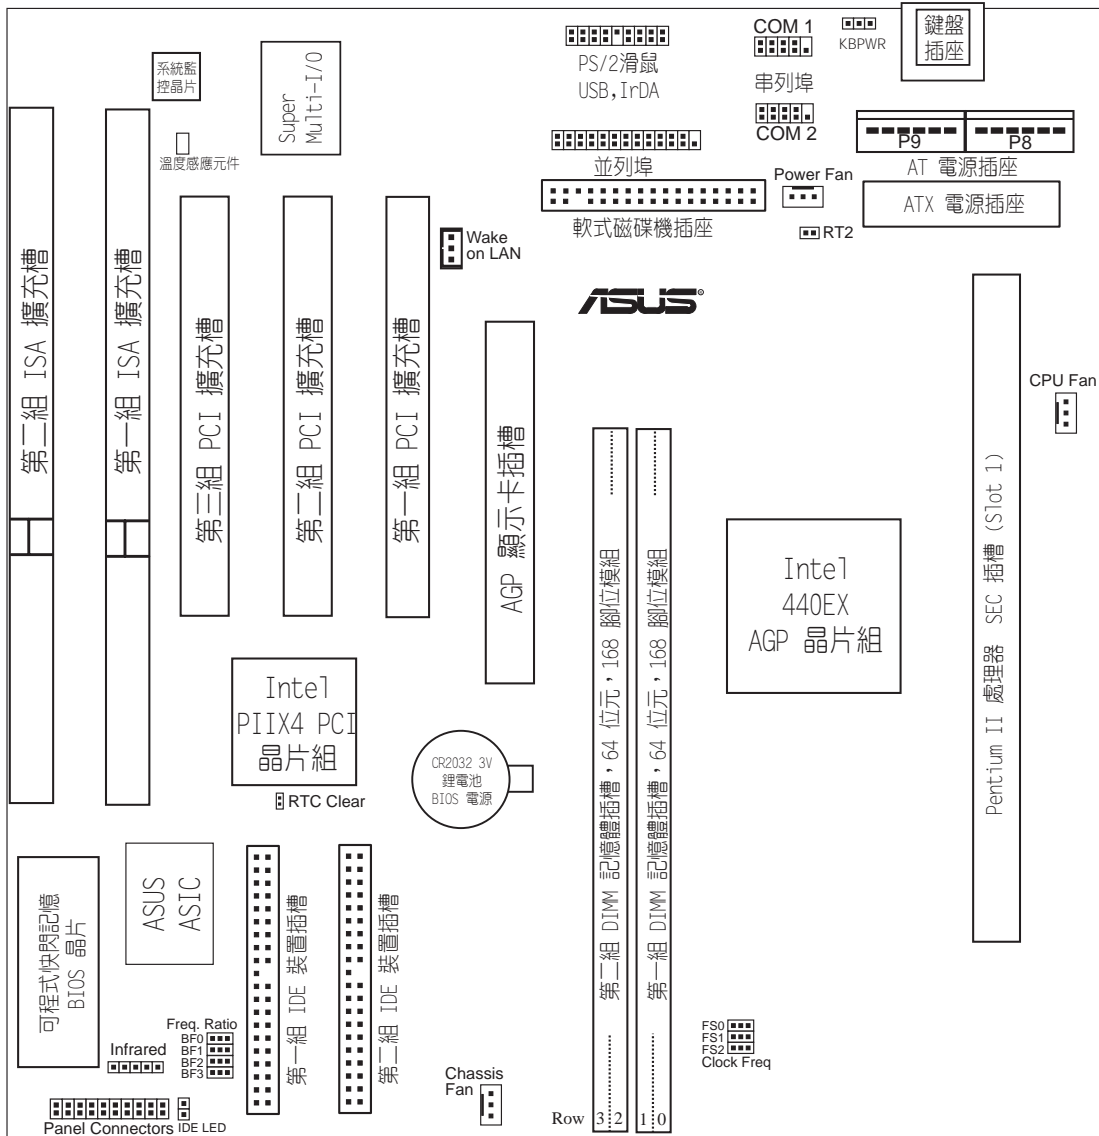 COM 1
KBPWR
鍵盤
插座
PS/2滑鼠
USB,IrDA
串列埠
COM 2
系統監
控晶片
Super
Multi-I/O
溫度感應元件
並列埠
軟式磁碟機插座
Power Fan
RT2
P9
P8
AT 電源插座
ATX 電源插座
Wake
on LAN
ASUS®
第二組 ISA 擴充槽
第一組 ISA 擴充槽
第三組 PCI 擴充槽
第二組 PCI 擴充槽
第一組 PCI 擴充槽
AGP 顯示卡插槽
CPU Fan
第二組 DIMM 記憶體插槽,64 位元,168 腳位模組
第一組 DIMM 記憶體插槽,64 位元,168 腳位模組
Intel
440EX
AGP 晶片組
Pentium II 處理器 SEC 插槽 (Slot 1)
Intel
PIIX4 PCI
晶片組
RTC Clear
CR2032 3V
鋰電池
BIOS 電源
可程式快閃記憶
BIOS 晶片
ASUS
ASIC
第一組 IDE 裝置插槽
第二組 IDE 裝置插槽
Freq. Ratio
BF0
BF1
BF2
BF3
Infrared
Panel Connectors
IDE LED
Chassis
Fan
FS0
FS1
FS2
Clock Freq
Row 3 2 1 0